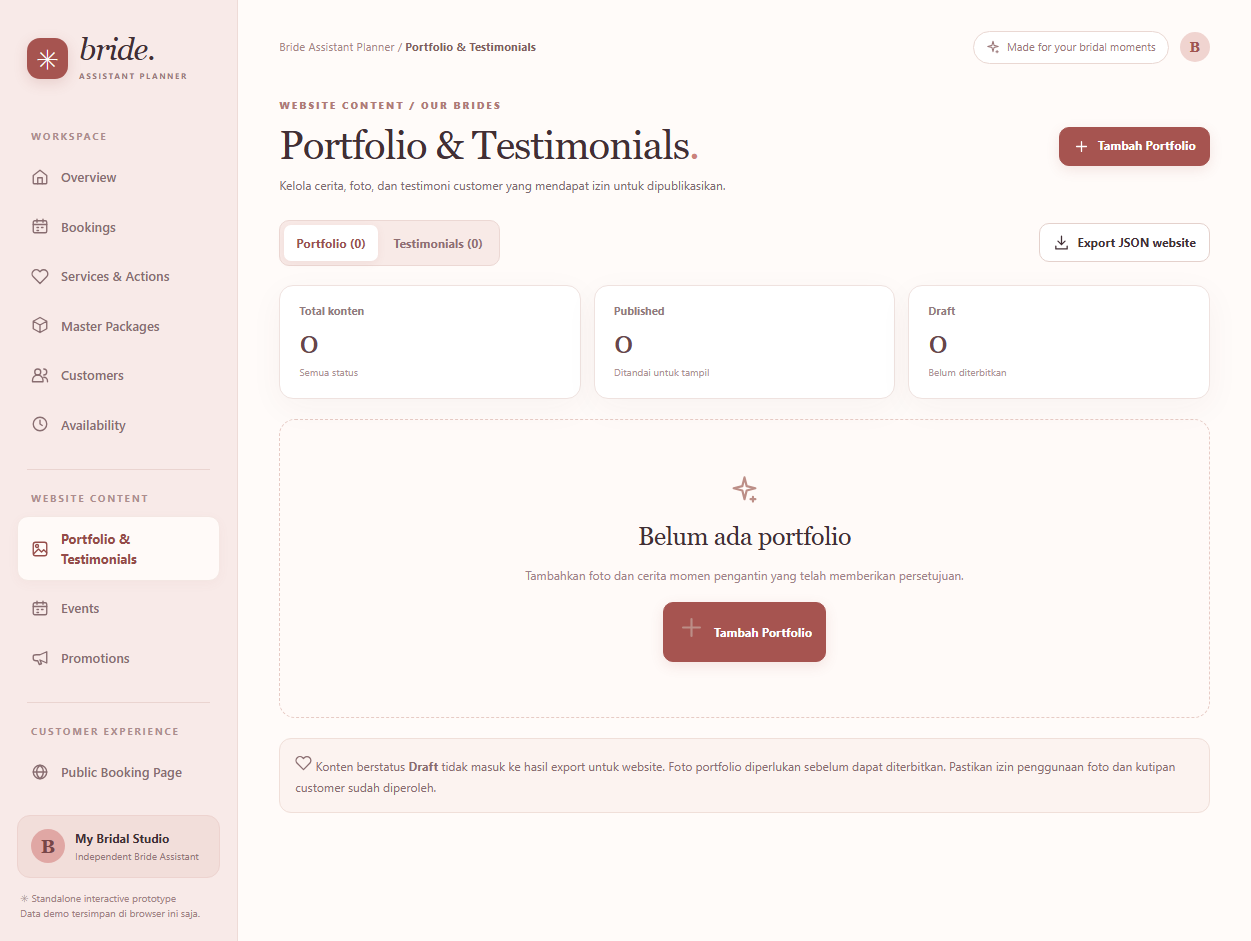 bride.
ASSISTANT PLANNER
WORKSPACE
Overview
Bookings
Services & Actions
Master Packages
Customers
Availability
WEBSITE CONTENT
Portfolio &
Testimonials
Events
Promotions
CUSTOMER EXPERIENCE
Public Booking Page
B
My Bridal Studio
Independent Bride Assistant
✳ Standalone interactive prototype
Data demo tersimpan di browser ini saja.
Bride Assistant Planner / Portfolio & Testimonials
Made for your bridal moments
B
WEBSITE CONTENT / OUR BRIDES
Portfolio & Testimonials.
Kelola cerita, foto, dan testimoni customer yang mendapat izin untuk dipublikasikan.
Tambah Portfolio
Portfolio (0)
Testimonials (0)
Export JSON website
Total konten
0
Semua status
Published
0
Ditandai untuk tampil
Draft
0
Belum diterbitkan
Belum ada portfolio
Tambahkan foto dan cerita momen pengantin yang telah memberikan persetujuan.
Tambah Portfolio
Konten berstatus Draft tidak masuk ke hasil export untuk website. Foto portfolio diperlukan sebelum dapat diterbitkan. Pastikan izin penggunaan foto dan kutipan
customer sudah diperoleh.